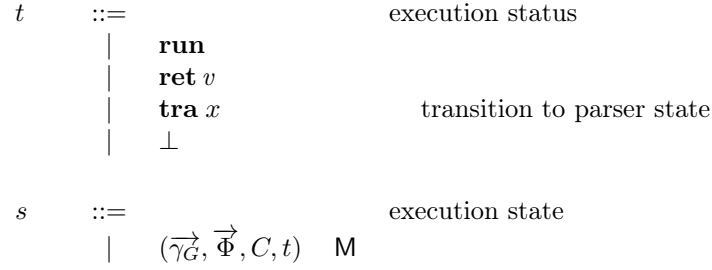 t ::= execution status
| run
| ret v
| tra x transition to parser state
| ⊥
s ::= execution state
| (γ⃗_G, Φ⃗, C, t) M